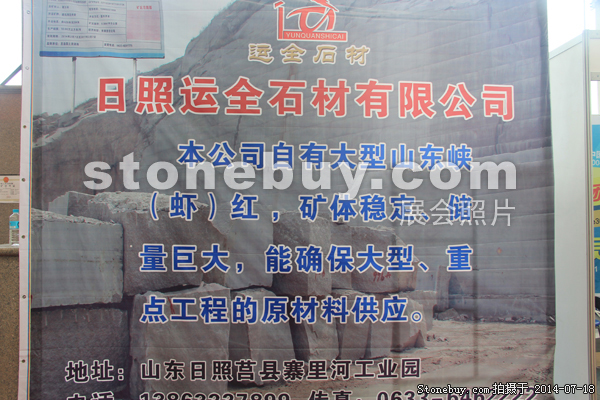 YUNQUANSHICAI
运全石材
日照运全石材有限公司
本公司自有大型山东峡
（虾）红，矿体稳定、储
量巨大，能确保大型、重
点工程的原材料供应。
stonebuy.com
展会照片
地址：山东日照莒县寨里河工业园
Stonebuy.com 拍摄于 2014-07-18